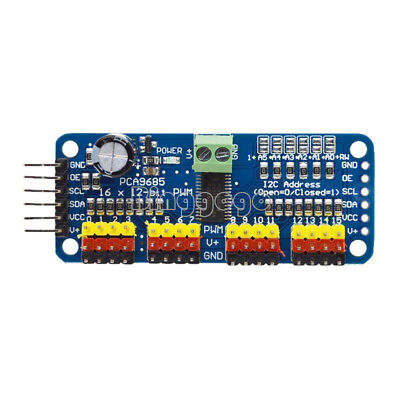 POWER
V+
GND
1+A5+A4+A3+A2+A1+A0+RW
I2C Address
(Open=0/Closed=1)
GND
OE
SCL
SDA
VCC
V+
PCA9685
16 x 12-bit PWM
0 1 2 3
4 5 6 7
8 9 10 11
12 13 14 15
PWM
V+
GND
GND
OE
SCL
SDA
VCC
V+